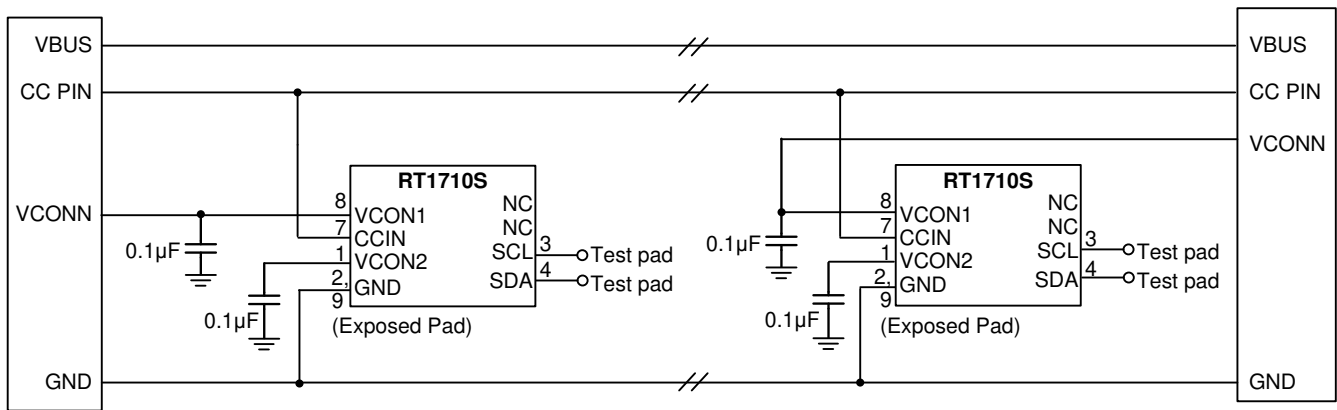 VBUS
CC PIN
VCONN
GND
RT1710S
8
VCON1
7
CCIN
1
VCON2
2,
GND
9
(Exposed Pad)
NC
NC
SCL
3
Test pad
SDA
4
Test pad
0.1µF
0.1µF
RT1710S
8
VCON1
7
CCIN
1
VCON2
2,
GND
9
(Exposed Pad)
NC
NC
SCL
3
Test pad
SDA
4
Test pad
0.1µF
0.1µF
VBUS
CC PIN
VCONN
GND